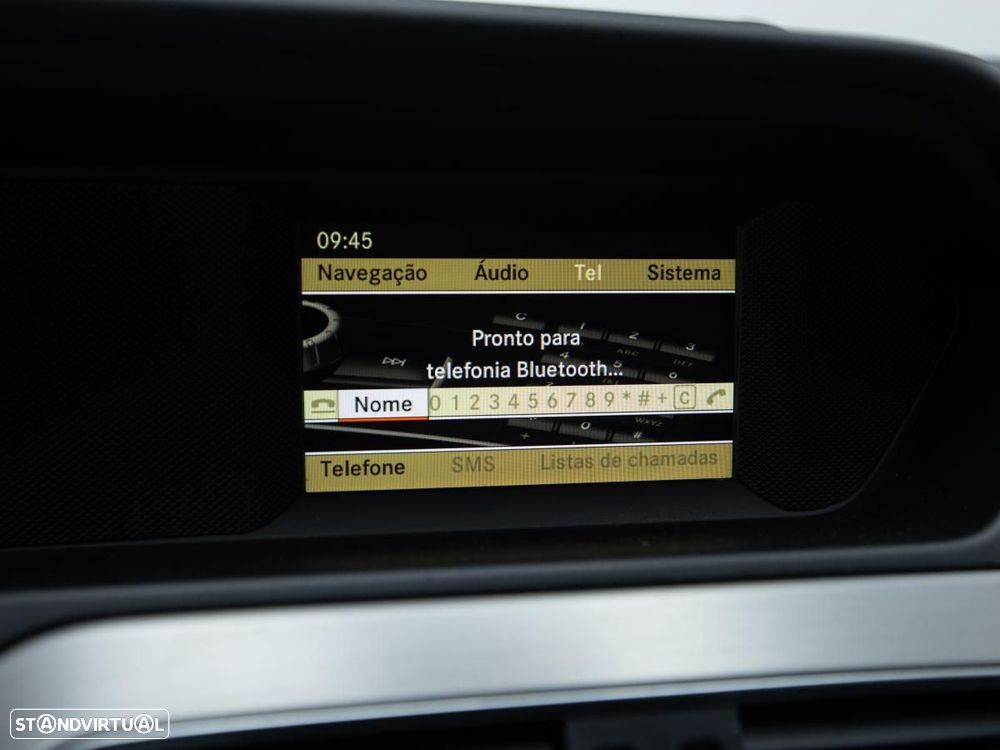 09:45
Navegação Áudio Tel Sistema
Pronto para
telefonia Bluetooth...
Nome 0 1 2 3 4 5 6 7 8 9 * # + C
Telefone SMS Listas de chamadas
STANDVIRTUAL